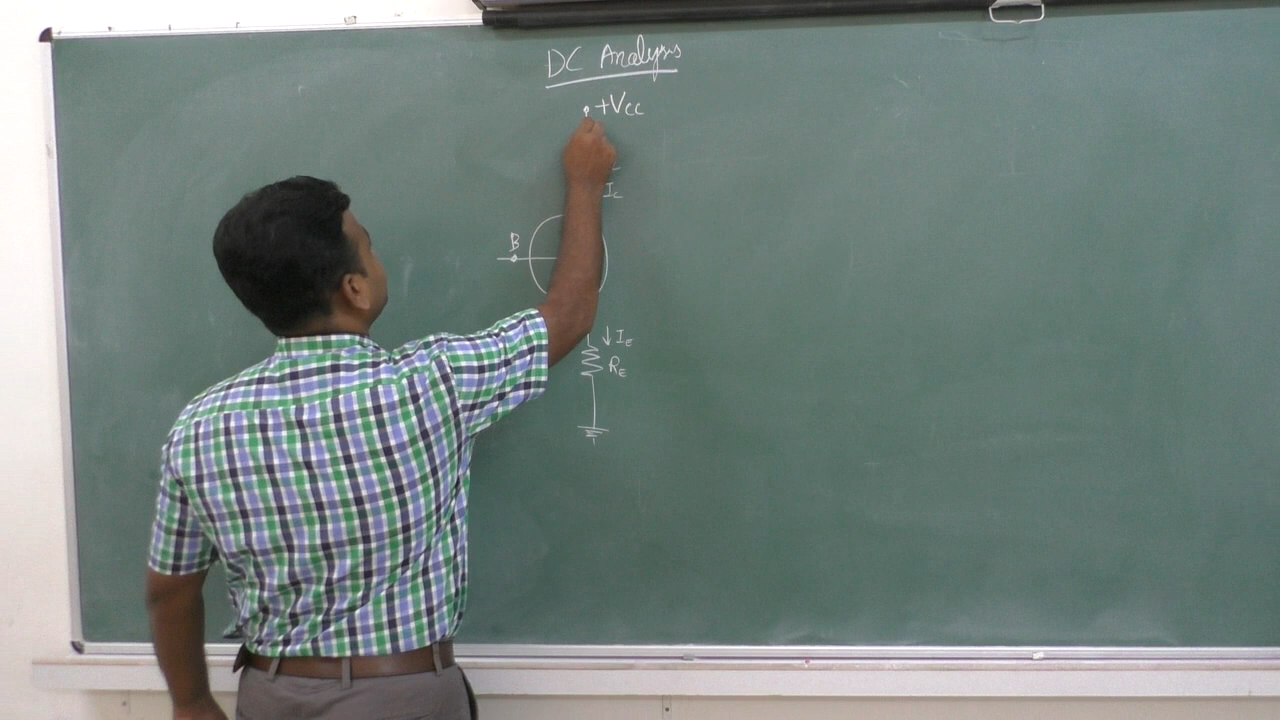 DC Analysis
+Vcc
Ic
B
↓IE
RE